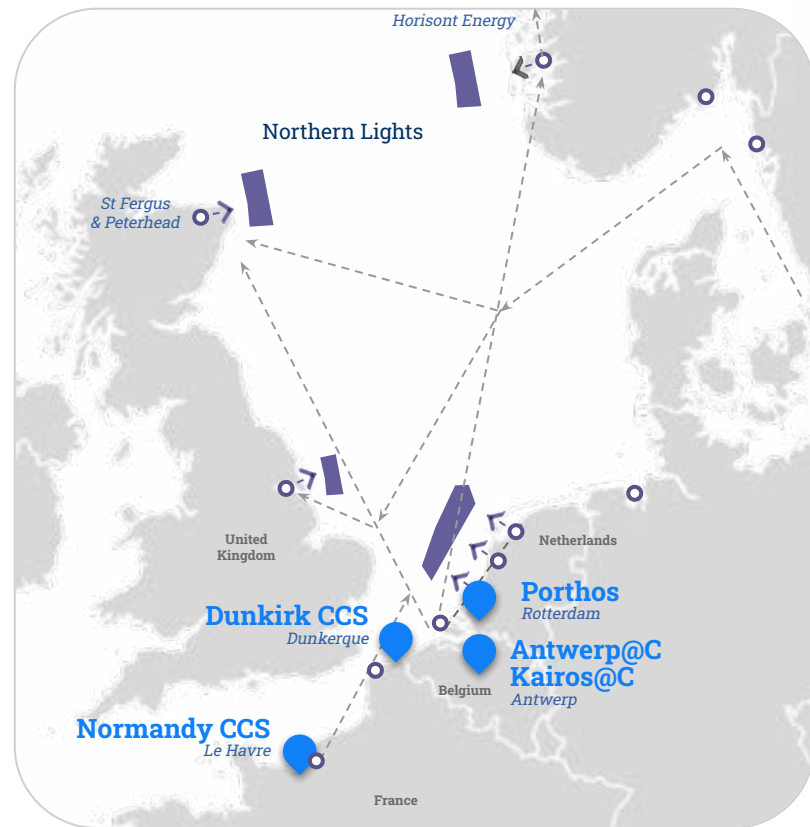 Horisont Energy
Northern Lights
St Fergus
& Peterhead
United
Kingdom
Netherlands
Porthos
Rotterdam
Dunkirk CCS
Dunkerque
Antwerp@C
Kairos@C
Antwerp
Belgium
Normandy CCS
Le Havre
France